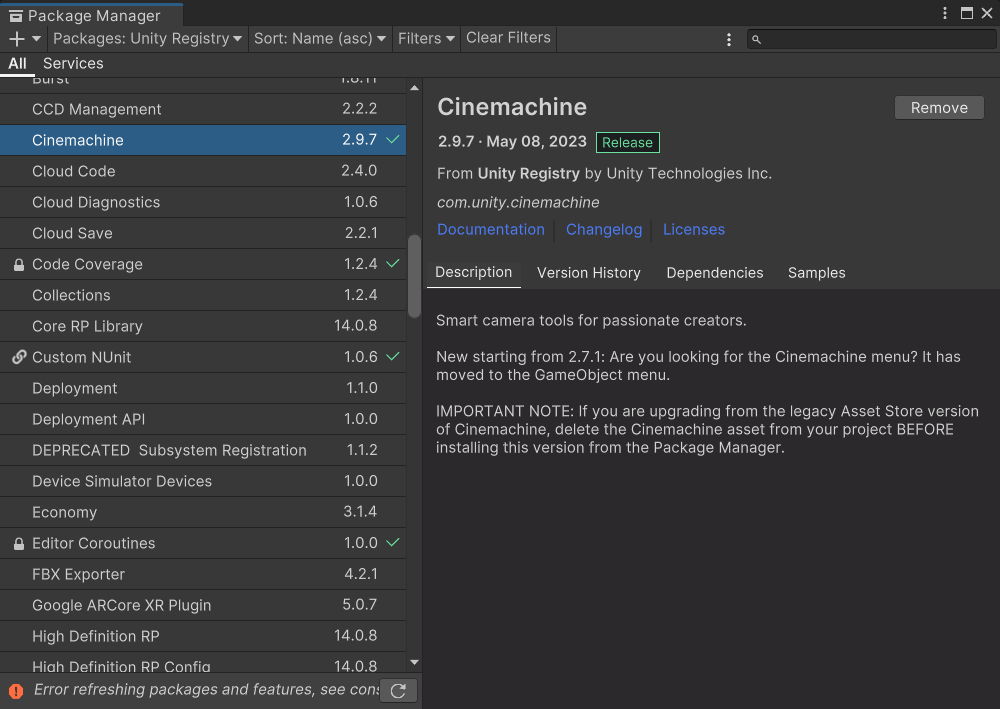 Package Manager
Packages: Unity Registry Sort: Name (asc) Filters Clear Filters
All Services
Burst 1.8.11
CCD Management 2.2.2
Cinemachine 2.9.7
Cloud Code 2.4.0
Cloud Diagnostics 1.0.6
Cloud Save 2.2.1
Code Coverage 1.2.4
Collections 1.2.4
Core RP Library 14.0.8
Custom NUnit 1.0.6
Deployment 1.1.0
Deployment API 1.0.0
DEPRECATED Subsystem Registration 1.1.2
Device Simulator Devices 1.0.0
Economy 3.1.4
Editor Coroutines 1.0.0
FBX Exporter 4.2.1
Google ARCore XR Plugin 5.0.7
High Definition RP 14.0.8
High Definition RP Config 14.0.8
Error refreshing packages and features, see cons
Cinemachine
Remove
2.9.7 · May 08, 2023 Release
From Unity Registry by Unity Technologies Inc.
com.unity.cinemachine
Documentation Changelog Licenses
Description Version History Dependencies Samples
Smart camera tools for passionate creators.
New starting from 2.7.1: Are you looking for the Cinemachine menu? It has
moved to the GameObject menu.
IMPORTANT NOTE: If you are upgrading from the legacy Asset Store version
of Cinemachine, delete the Cinemachine asset from your project BEFORE
installing this version from the Package Manager.